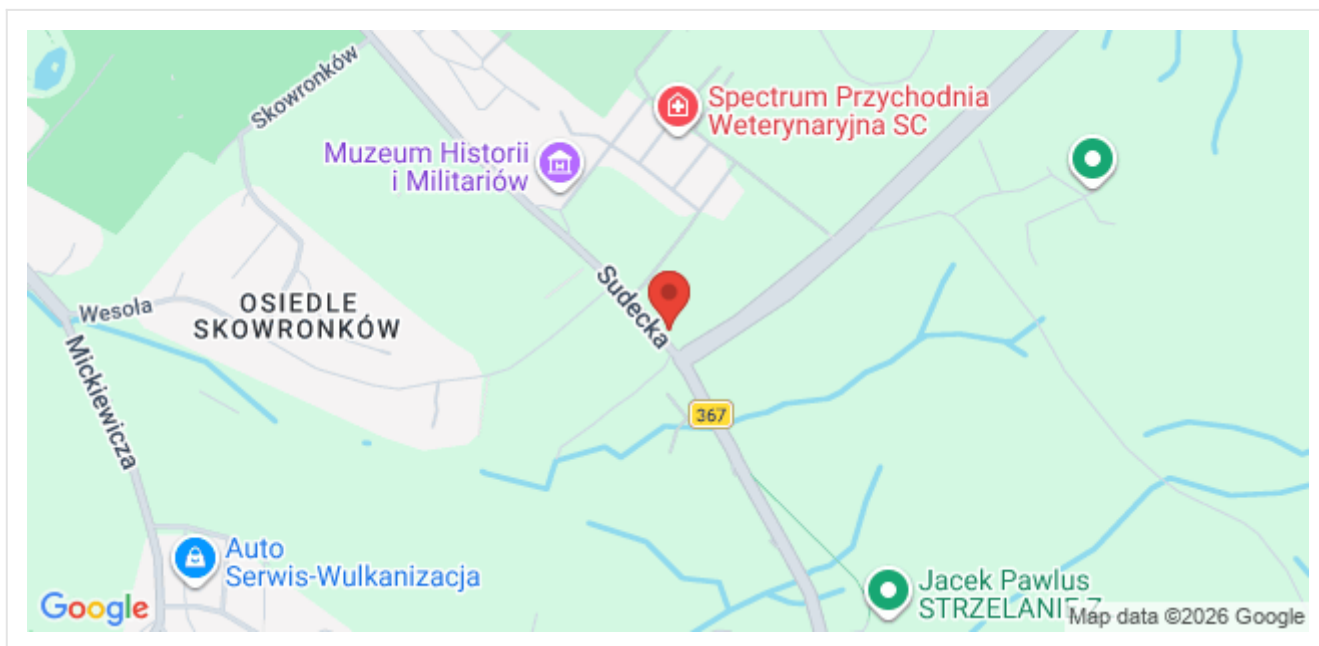 Skowronków
Spectrum Przychodnia
Weterynaryjna SC
Muzeum Historii
i Militariów
Sudecka
Wesoła
OSIEDLE
SKOWRONKÓW
Mickiewicza
367
Auto
Serwis-Wulkanizacja
Jacek Pawlus
STRZELANIE Z
Google
Map data ©2026 Google